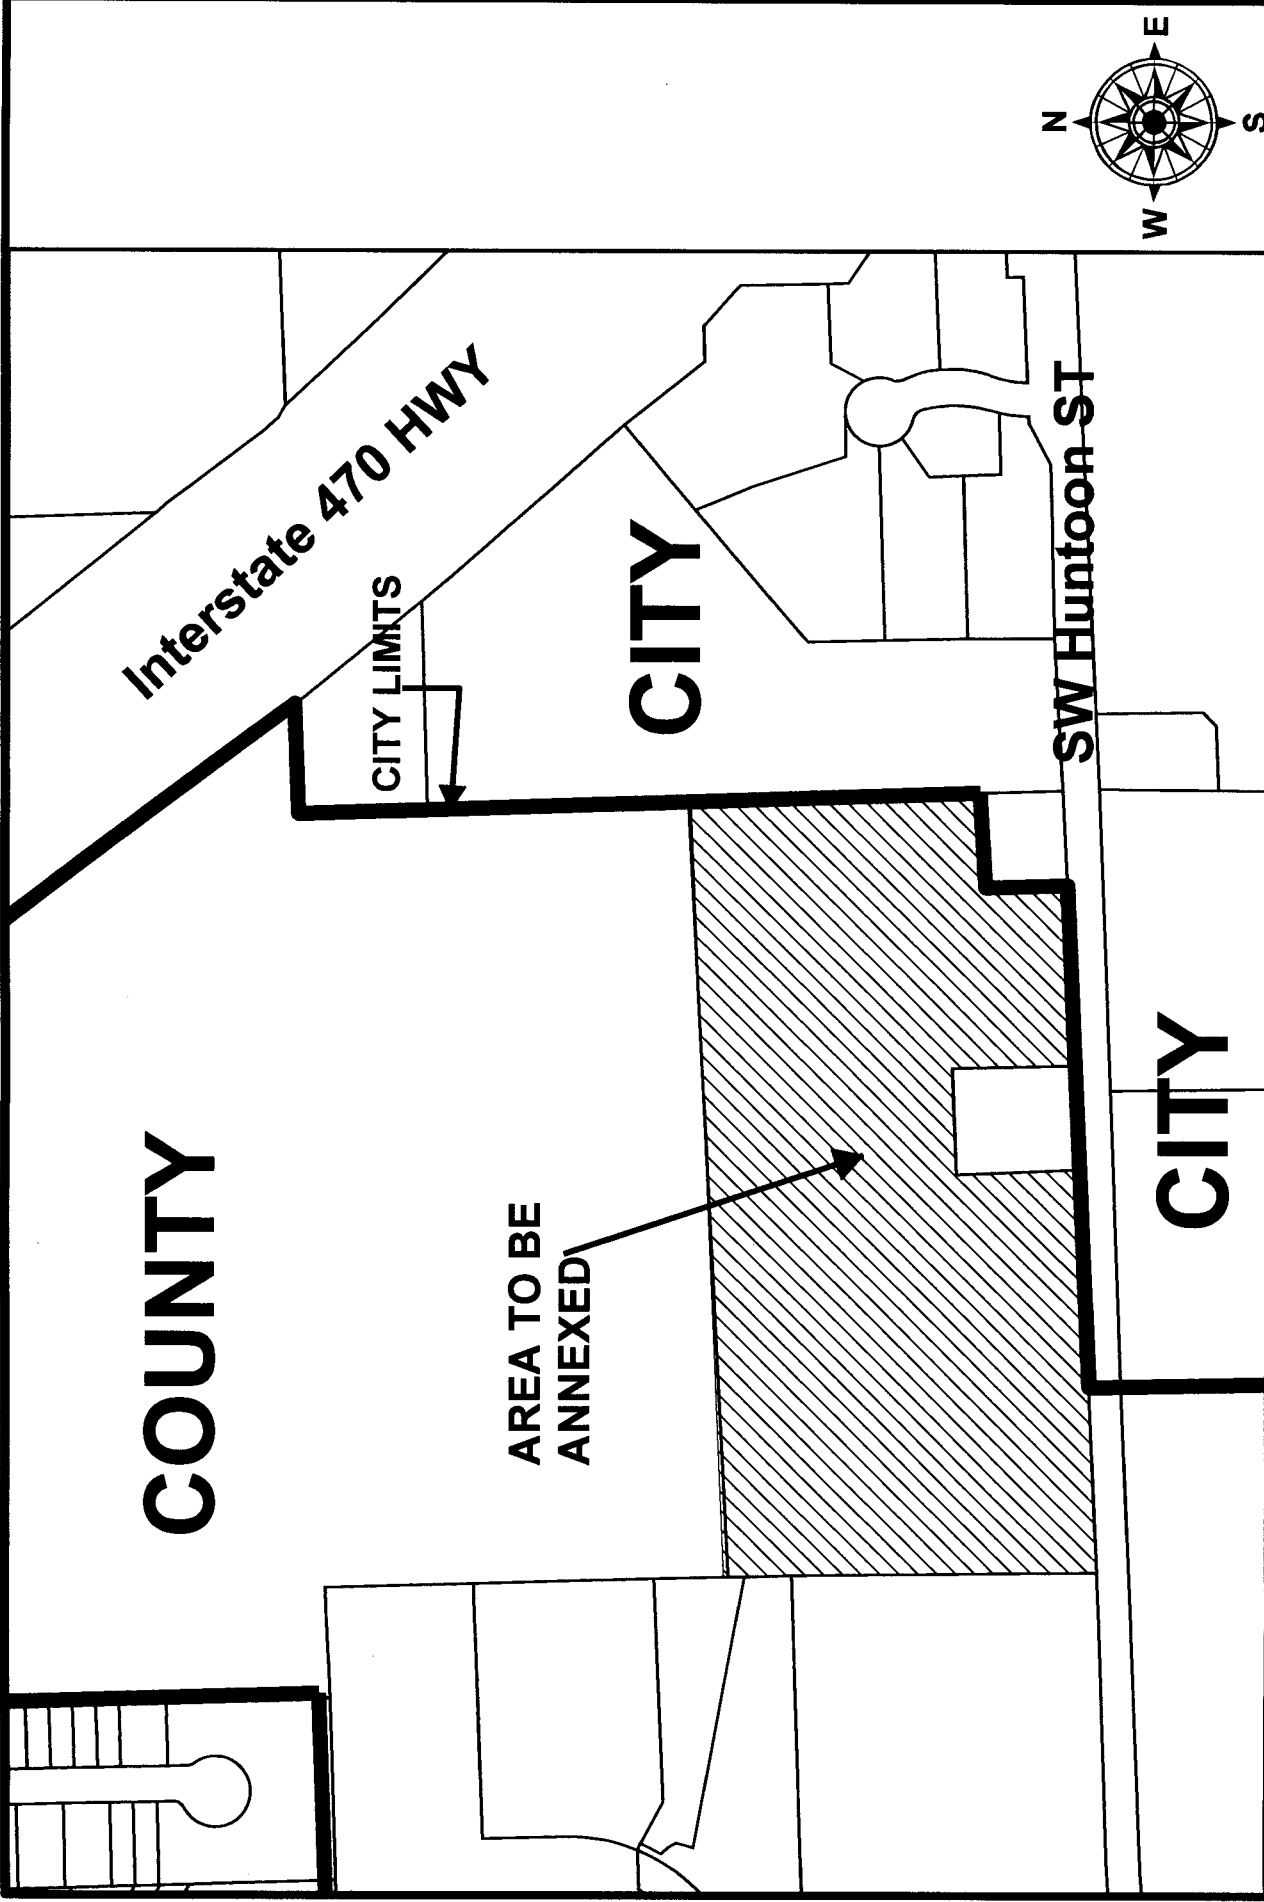 COUNTY
Interstate 470 HWY
CITY LIMITS
CITY
AREA TO BE
ANNEXED
SW Huntoon ST
CITY
N
W
E
S